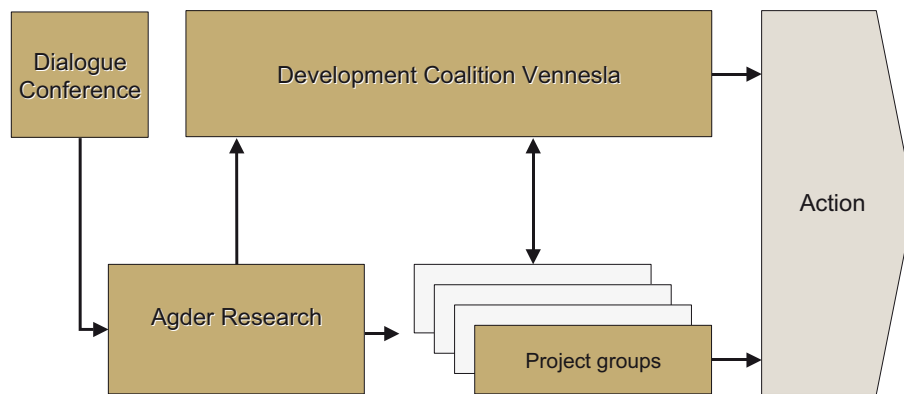 Dialogue
Conference
Development Coalition Vennesla
Action
Agder Research
Project groups